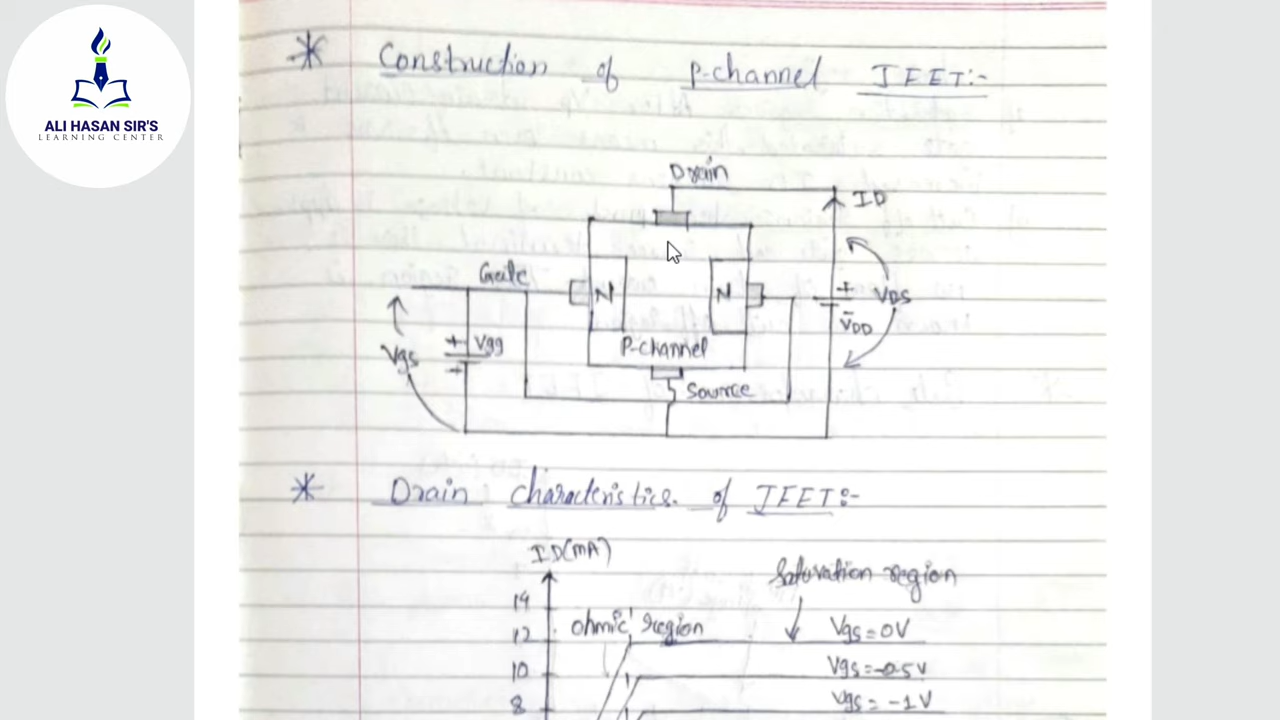 ALI HASAN SIR'S
LEARNING CENTER
* Construction of P-channel JFET:-
Drain
ID
Gate
N
N
+
VDS
-
VDD
Vgs
+
Vgg
+
P-channel
Source
* Drain characteristics of JFET:-
ID(mA)
Saturation region
14
ohmic region
12
Vgs = 0V
10
Vgs = -0.5V
8
Vgs = -1V